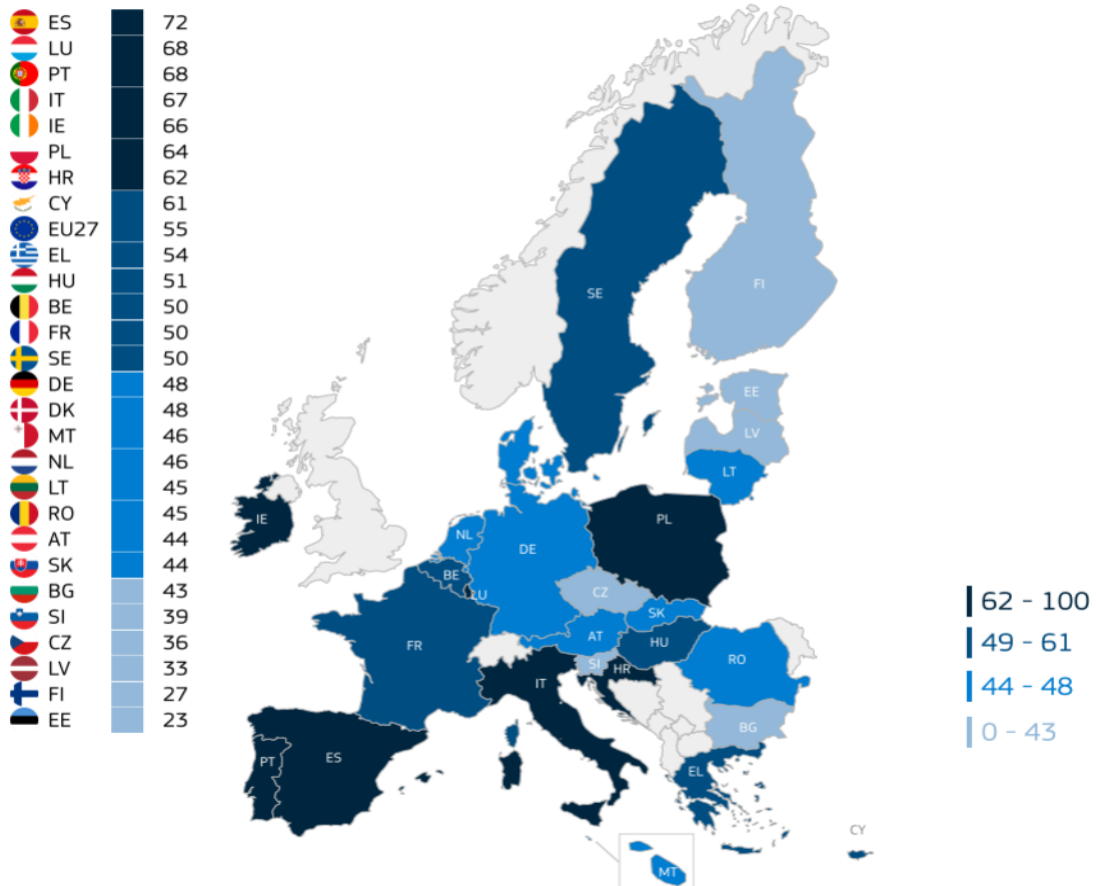 ES 72
LU 68
PT 68
IT 67
IE 66
PL 64
HR 62
CY 61
EU27 55
EL 54
HU 51
BE 50
FR 50
SE 50
DE 48
DK 48
MT 46
NL 46
LT 45
RO 45
AT 44
SK 44
BG 43
SI 39
CZ 36
LV 33
FI 27
EE 23
FI
SE
EE
LV
LT
IE
PL
NL
DE
BE
CZ
LU
SK
AT
HU
FR
RO
SI
HR
IT
BG
ES
PT
EL
CY
MT
62 - 100
49 - 61
44 - 48
0 - 43